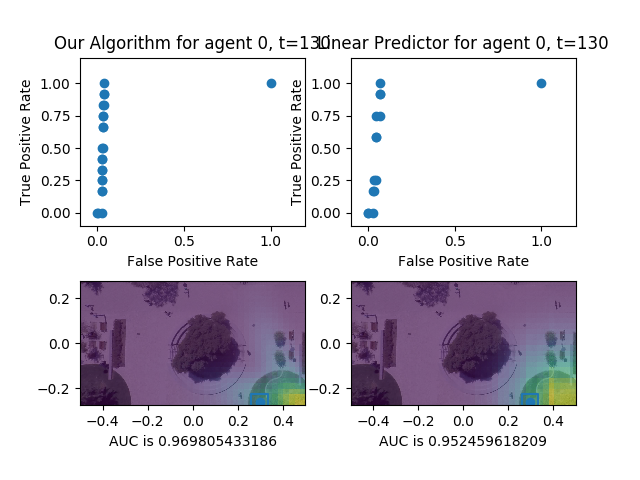 Our Algorithm for agent 0, t=130
Linear Predictor for agent 0, t=130
True Positive Rate
1.00
0.75
0.50
0.25
0.00
0.0 0.5 1.0
False Positive Rate
True Positive Rate
1.00
0.75
0.50
0.25
0.00
0.0 0.5 1.0
False Positive Rate
0.2
0.0
−0.2
−0.4 −0.2 0.0 0.2 0.4
AUC is 0.969805433186
0.2
0.0
−0.2
−0.4 −0.2 0.0 0.2 0.4
AUC is 0.952459618209